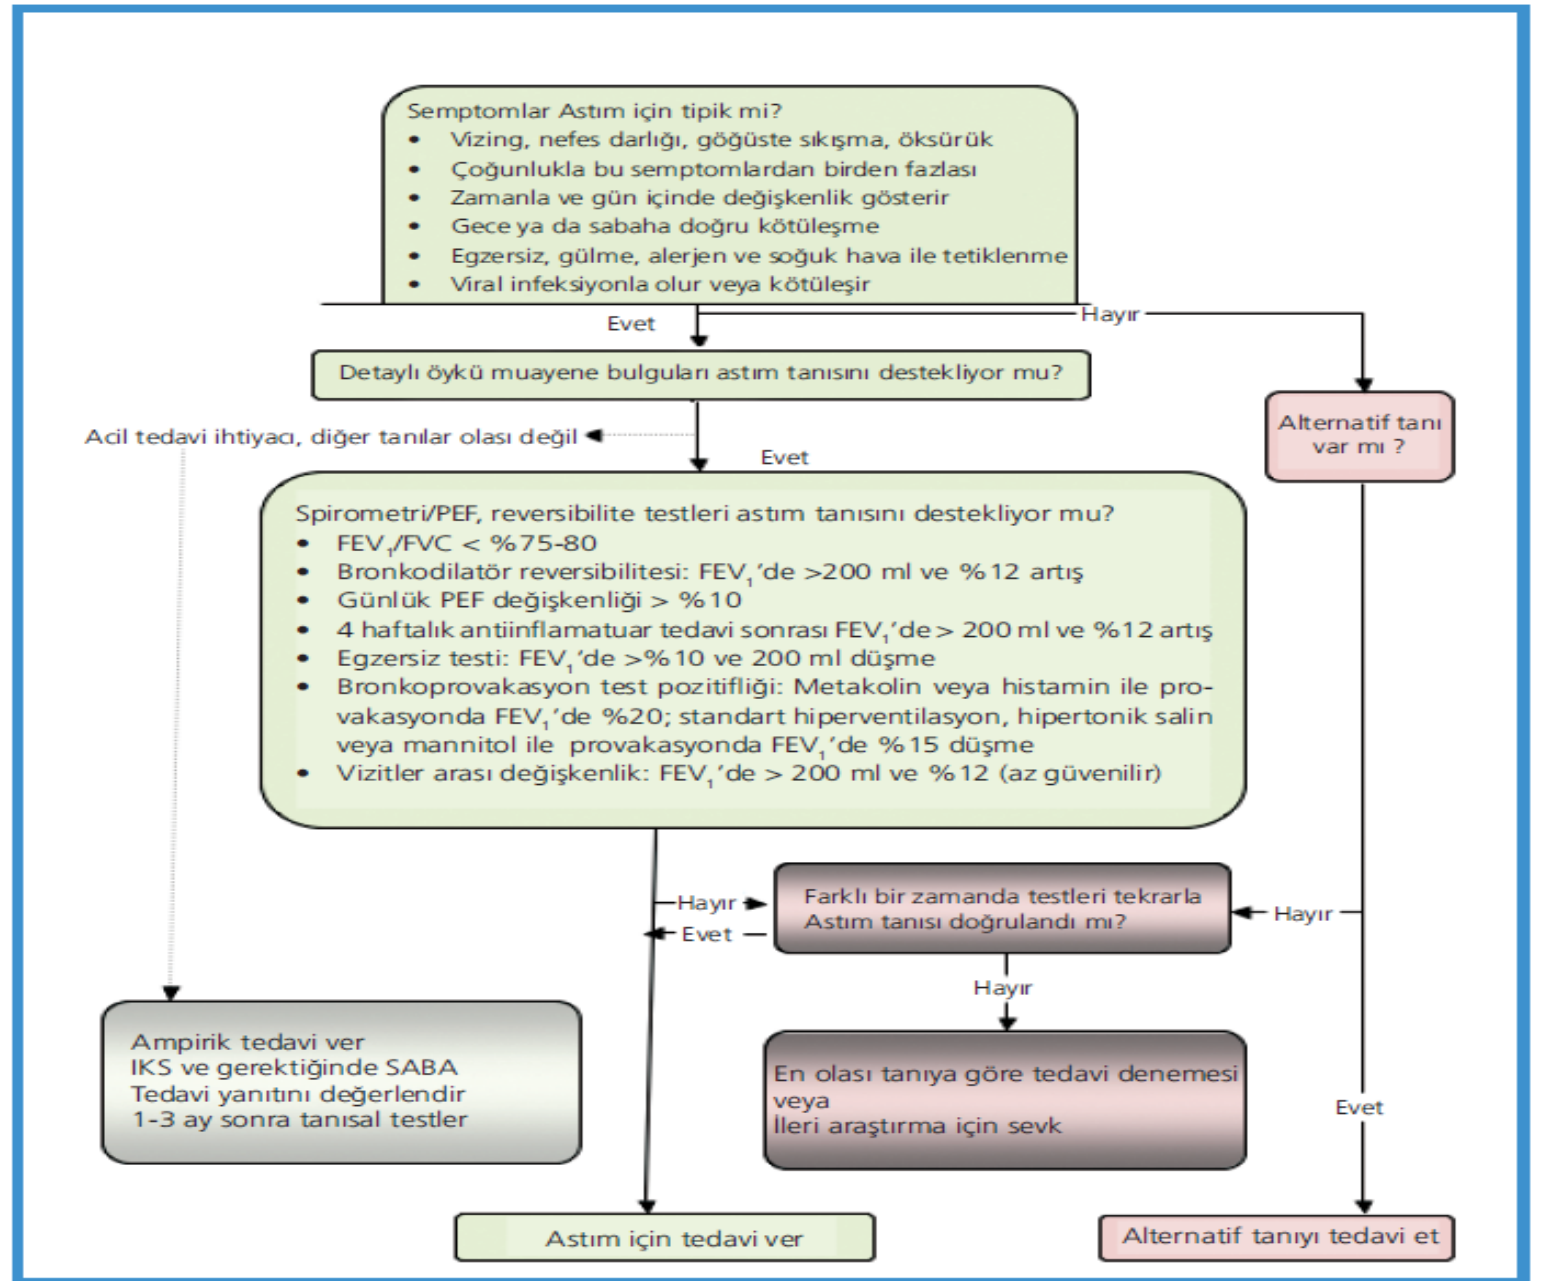 Semptomlar Astım için tipik mi?
• Vizing, nefes darlığı, göğüste sıkışma, öksürük
• Çoğunlukla bu semptomlardan birden fazlası
• Zamanla ve gün içinde değişkenlik gösterir
• Gece ya da sabaha doğru kötüleşme
• Egzersiz, gülme, alerjen ve soğuk hava ile tetiklenme
• Viral infeksiyonla olur veya kötüleşir
Evet
Hayır
Detaylı öykü muayene bulguları astım tanısını destekliyor mu?
Alternatif tanı
var mı ?
Acil tedavi ihtiyacı, diğer tanılar olası değil
Evet
Spirometri/PEF, reversibilite testleri astım tanısını destekliyor mu?
• FEV₁/FVC < %75-80
• Bronkodilatör reversibilitesi: FEV₁'de >200 ml ve %12 artış
• Günlük PEF değişkenliği > %10
• 4 haftalık antiinflamatuar tedavi sonrası FEV₁'de > 200 ml ve %12 artış
• Egzersiz testi: FEV₁'de >%10 ve 200 ml düşme
• Bronkoprovakasyon test pozitifliği: Metakolin veya histamin ile pro-
vakasyonda FEV₁'de %20; standart hiperventilasyon, hipertonik salin
veya mannitol ile provakasyonda FEV₁'de %15 düşme
• Vizitler arası değişkenlik: FEV₁'de > 200 ml ve %12 (az güvenilir)
Hayır
Evet
Farklı bir zamanda testleri tekrarla
Astım tanısı doğrulandı mı?
Hayır
Hayır
Ampirik tedavi ver
IKS ve gerektiğinde SABA
Tedavi yanıtını değerlendir
1-3 ay sonra tanısal testler
En olası tanıya göre tedavi denemesi
veya
İleri araştırma için sevk
Evet
Astım için tedavi ver
Alternatif tanıyı tedavi et